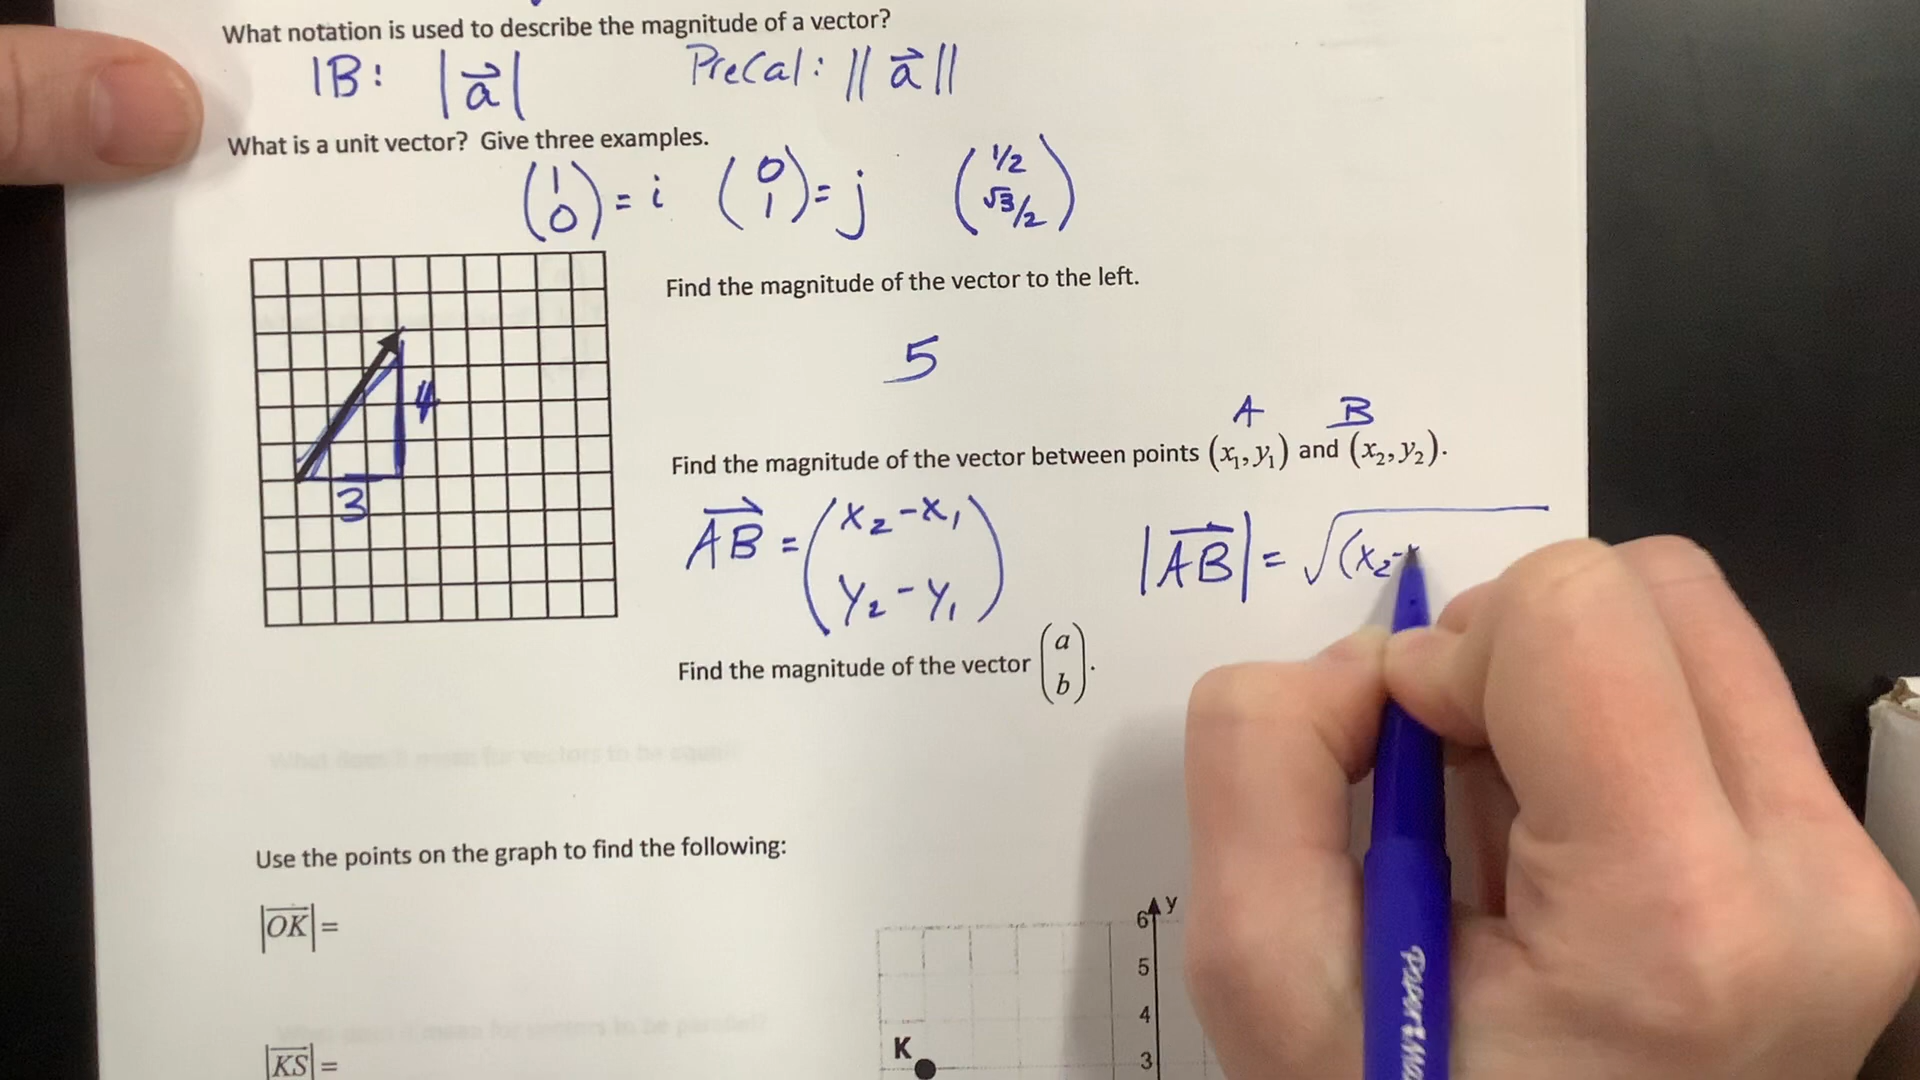 What notation is used to describe the magnitude of a vector?
IB: |a⃗| PreCal: || a⃗ ||
What is a unit vector? Give three examples.
(1 0) = i (0 1) = j (1/2 √3/2)
Find the magnitude of the vector to the left.
5
4
3
A B
Find the magnitude of the vector between points (x₁, y₁) and (x₂, y₂).
AB⃗ = (x₂ - x₁ y₂ - y₁) |AB⃗| = √(x₂-
Find the magnitude of the vector (a b).
Use the points on the graph to find the following:
|OK⃗| =
|KS⃗| =
y
6
5
4
3
K